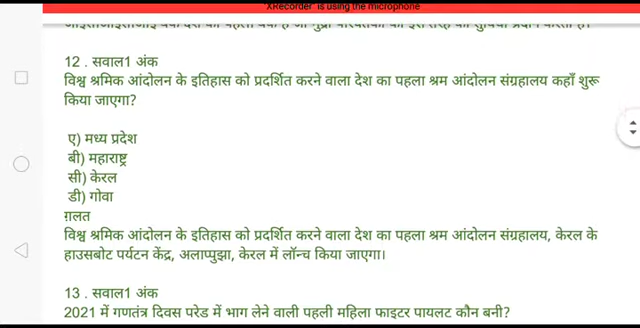 "XRecorder" is using the microphone
12 . सवाल1 अंक
विश्व श्रमिक आंदोलन के इतिहास को प्रदर्शित करने वाला देश का पहला श्रम आंदोलन संग्रहालय कहाँ शुरू
किया जाएगा?
ए) मध्य प्रदेश
बी) महाराष्ट्र
सी) केरल
डी) गोवा
ग़लत
विश्व श्रमिक आंदोलन के इतिहास को प्रदर्शित करने वाला देश का पहला श्रम आंदोलन संग्रहालय, केरल के
हाउसबोट पर्यटन केंद्र, अलाप्पुझा, केरल में लॉन्च किया जाएगा।
13 . सवाल1 अंक
2021 में गणतंत्र दिवस परेड में भाग लेने वाली पहली महिला फाइटर पायलट कौन बनी?